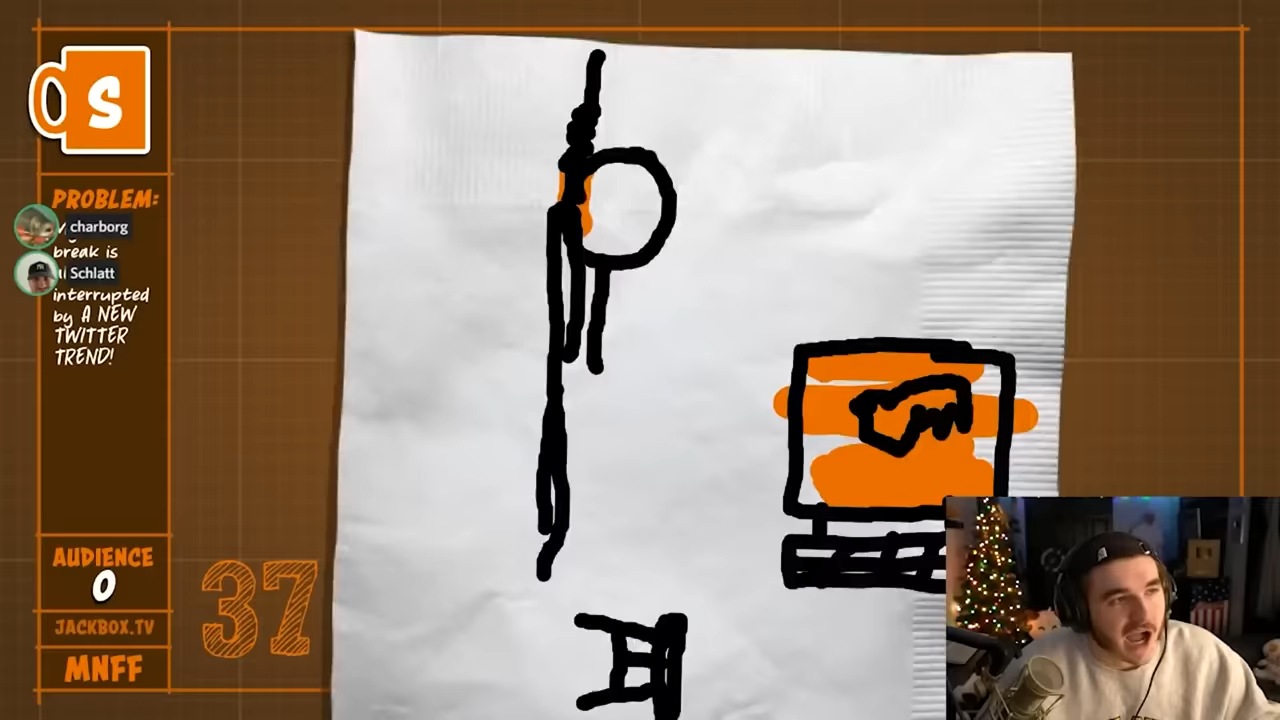 S
PROBLEM:
charborg
break is
Schlatt
interrupted
by A NEW
TWITTER
TREND!
AUDIENCE
0
JACKBOX.TV
MNFF
37